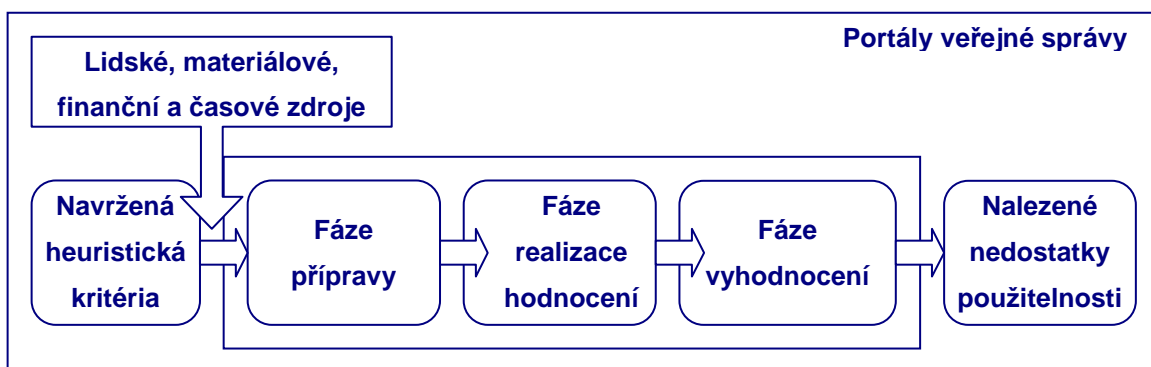 Portály veřejné správy
Lidské, materiálové,
finanční a časové zdroje
Navržená
heuristická
kritéria
Fáze
přípravy
Fáze
realizace
hodnocení
Fáze
vyhodnocení
Nalezené
nedostatky
použitelnosti